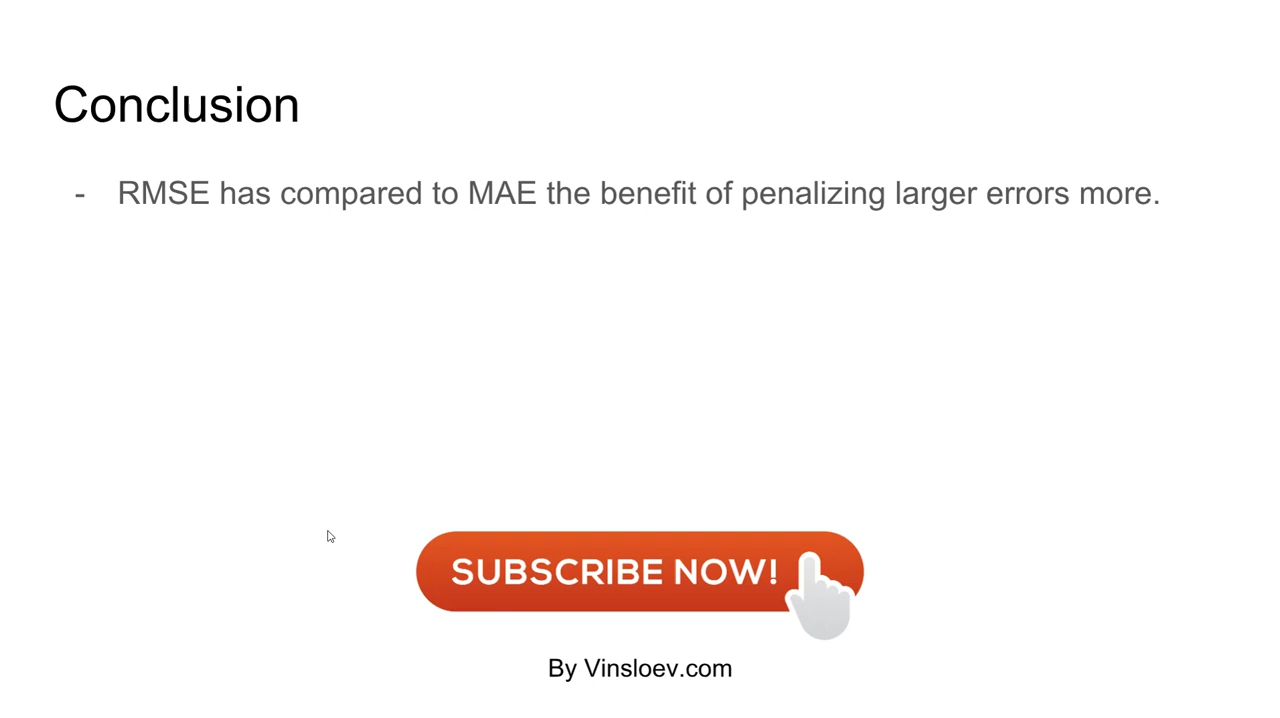 Conclusion
- RMSE has compared to MAE the benefit of penalizing larger errors more.
SUBSCRIBE NOW!
By Vinsloev.com